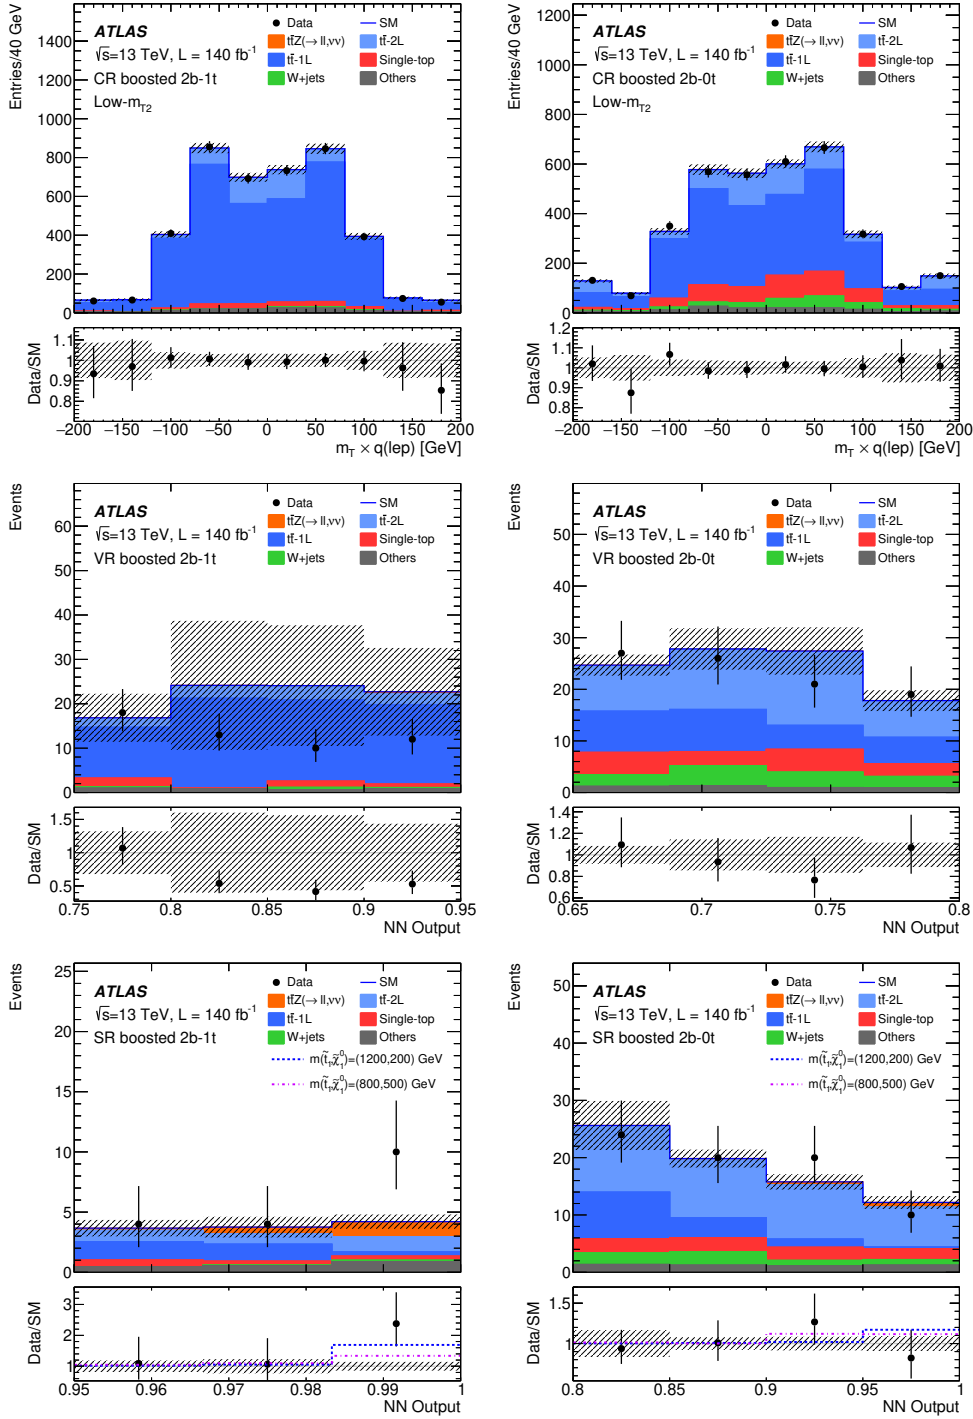 Entries/40 GeV
1400
1200
1000
800
600
400
200
0
ATLAS
√s=13 TeV, L = 140 fb⁻¹
CR boosted 2b-1t
Low-m_T2
Data
SM
tt̄Z(→ll,νν)
tt̄-2L
tt̄-1L
Single-top
W+jets
Others
Data/SM
1.1
1.0
0.9
0.8
−200 −150 −100 −50 0 50 100 150 200
m_T × q(lep) [GeV]
Entries/40 GeV
1200
1000
800
600
400
200
0
ATLAS
√s=13 TeV, L = 140 fb⁻¹
CR boosted 2b-0t
Low-m_T2
Data
SM
tt̄Z(→ll,νν)
tt̄-2L
tt̄-1L
Single-top
W+jets
Others
Data/SM
1.2
1.1
1.0
0.9
0.8
−200 −150 −100 −50 0 50 100 150 200
m_T × q(lep) [GeV]
Events
60
50
40
30
20
10
0
ATLAS
√s=13 TeV, L = 140 fb⁻¹
VR boosted 2b-1t
Data
SM
tt̄Z(→ll,νν)
tt̄-2L
tt̄-1L
Single-top
W+jets
Others
Data/SM
1.5
1
0.5
0.75 0.8 0.85 0.9 0.95
NN Output
Events
50
40
30
20
10
0
ATLAS
√s=13 TeV, L = 140 fb⁻¹
VR boosted 2b-0t
Data
SM
tt̄Z(→ll,νν)
tt̄-2L
tt̄-1L
Single-top
W+jets
Others
Data/SM
1.4
1.2
1
0.8
0.6
0.65 0.7 0.75 0.8
NN Output
Events
25
20
15
10
5
0
ATLAS
√s=13 TeV, L = 140 fb⁻¹
SR boosted 2b-1t
Data
SM
tt̄Z(→ll,νν)
tt̄-2L
tt̄-1L
Single-top
W+jets
Others
m(t̃₁,χ̃₁⁰)=(1200,200) GeV
m(t̃₁,χ̃₁⁰)=(800,500) GeV
Data/SM
3
2
1
0.95 0.96 0.97 0.98 0.99 1
NN Output
Events
50
40
30
20
10
0
ATLAS
√s=13 TeV, L = 140 fb⁻¹
SR boosted 2b-0t
Data
SM
tt̄Z(→ll,νν)
tt̄-2L
tt̄-1L
Single-top
W+jets
Others
m(t̃₁,χ̃₁⁰)=(1200,200) GeV
m(t̃₁,χ̃₁⁰)=(800,500) GeV
Data/SM
1.5
1
0.8 0.85 0.9 0.95 1
NN Output